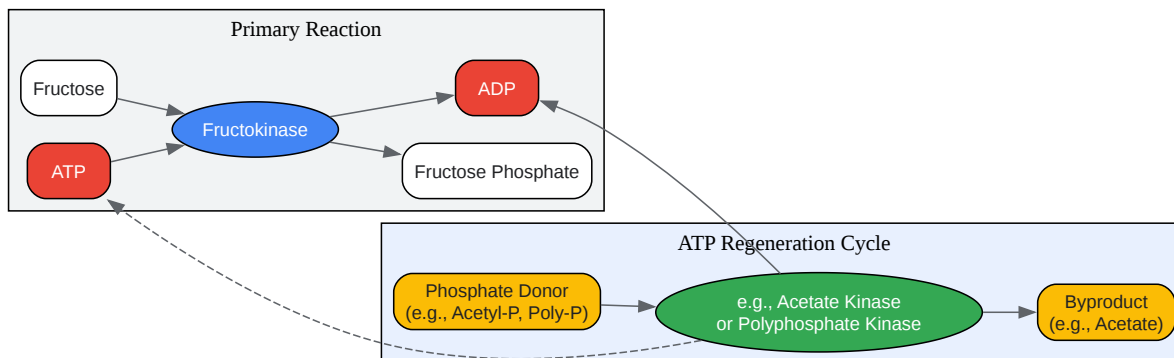 Primary Reaction
Fructose
ATP
Fructokinase
ADP
Fructose Phosphate
ATP Regeneration Cycle
Phosphate Donor
(e.g., Acetyl-P, Poly-P)
e.g., Acetate Kinase
or Polyphosphate Kinase
Byproduct
(e.g., Acetate)